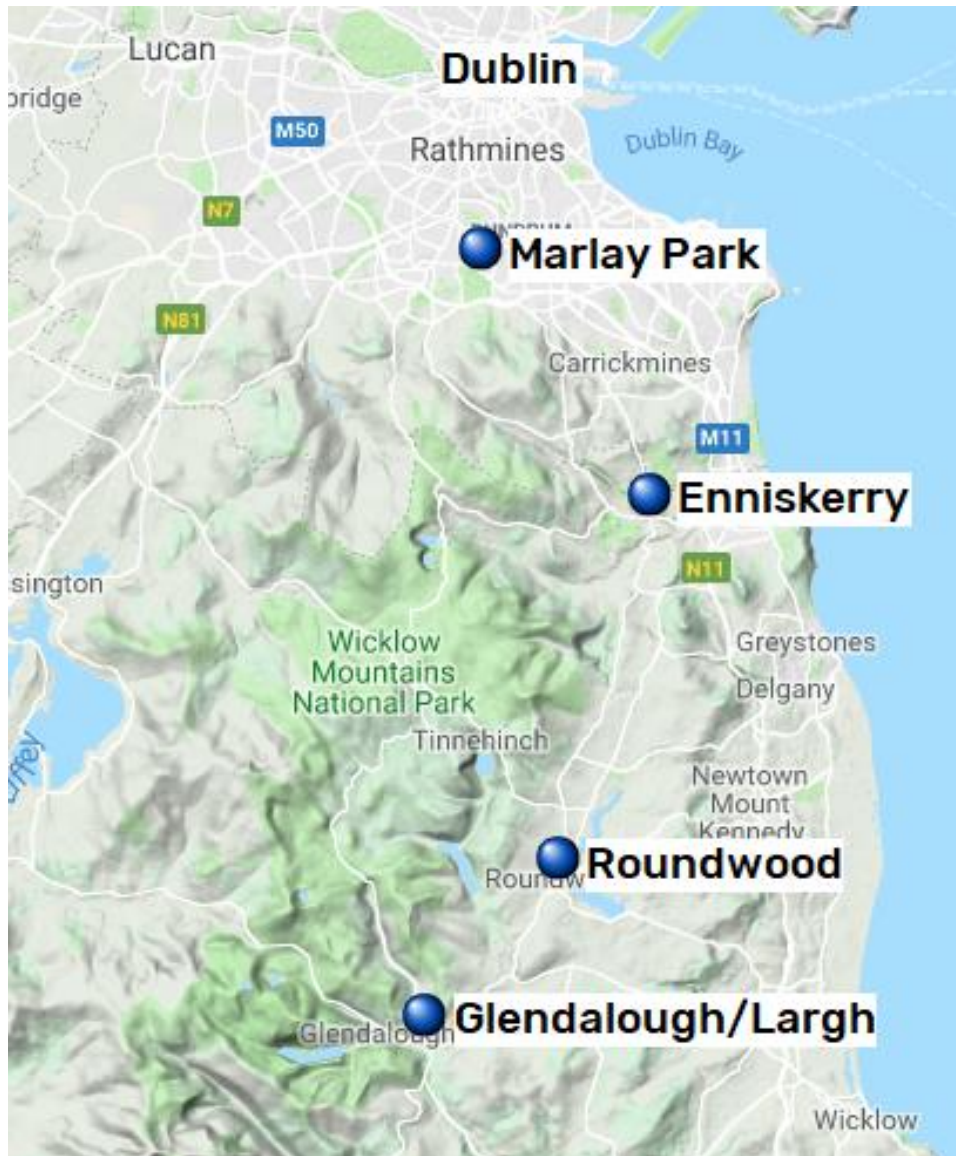 Lucan
Dublin
bridge
M50
Rathmines
Dublin Bay
N7
Marlay Park
N81
Carrickmines
M11
Enniskerry
N11
sington
Wicklow
Mountains
National Park
Greystones
Delgany
Tinnehinch
Newtown
Mount
Kennedy
Roundwood
Roundw
Glendalough/Largh
Glendalough
Wicklow